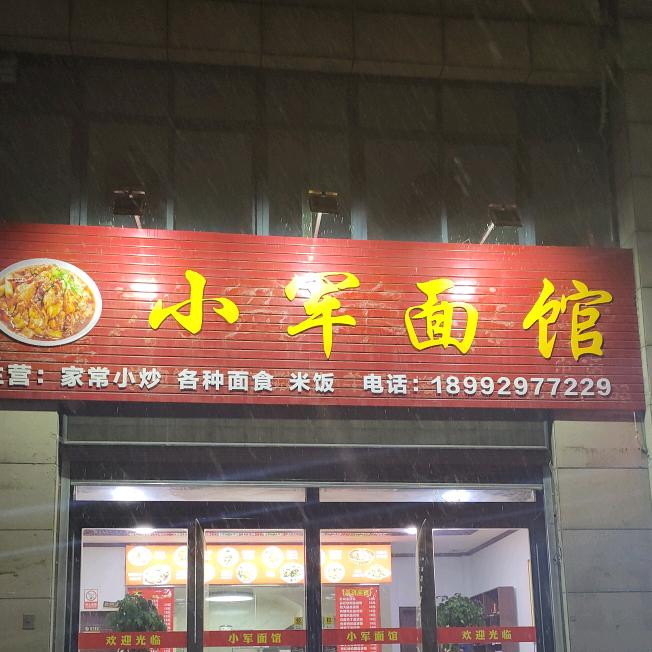 小军面馆
主营：家常小炒 各种面食 米饭 电话：18992977229
欢迎光临 小军面馆 小军面馆 欢迎光临